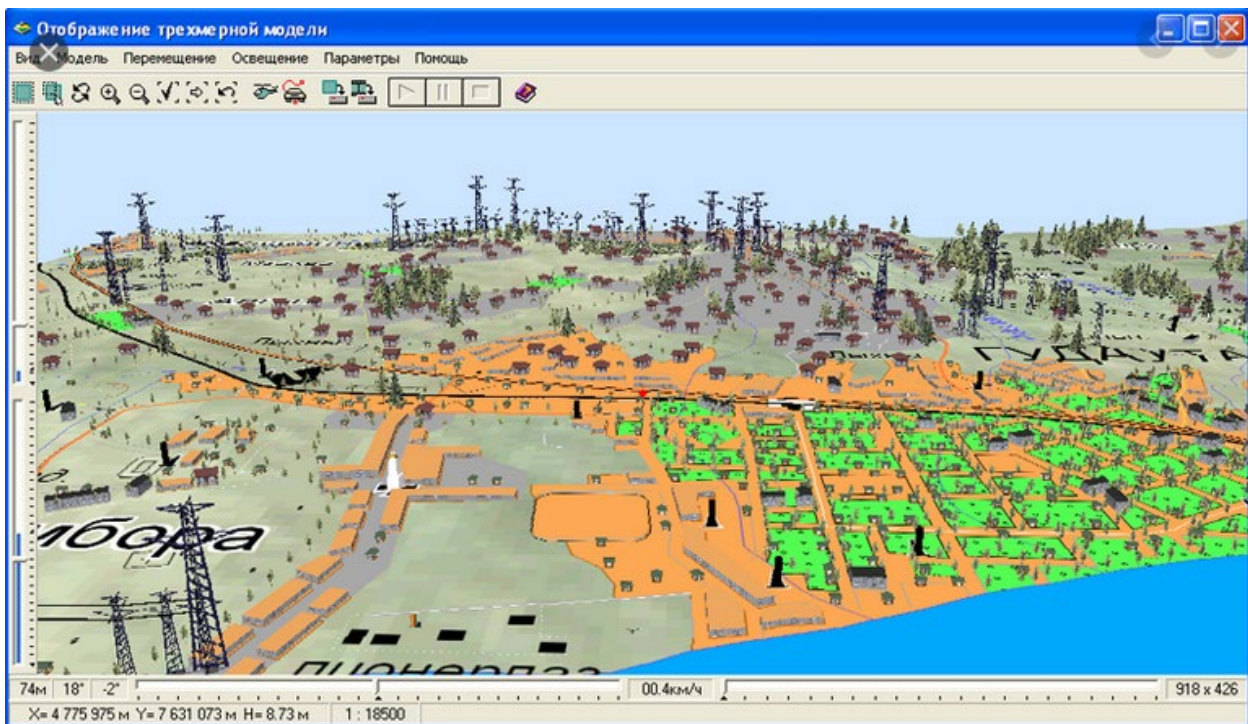 Отображение трехмерной модели
Вид Модель Перемещение Освещение Параметры Помощь
ГУДАУТА
мбора
пионерлаг
74м 18° -2° 00.4км/ч 918 x 426
X= 4 775 975 м Y= 7 631 073 м H= 8.73 м 1 : 18500